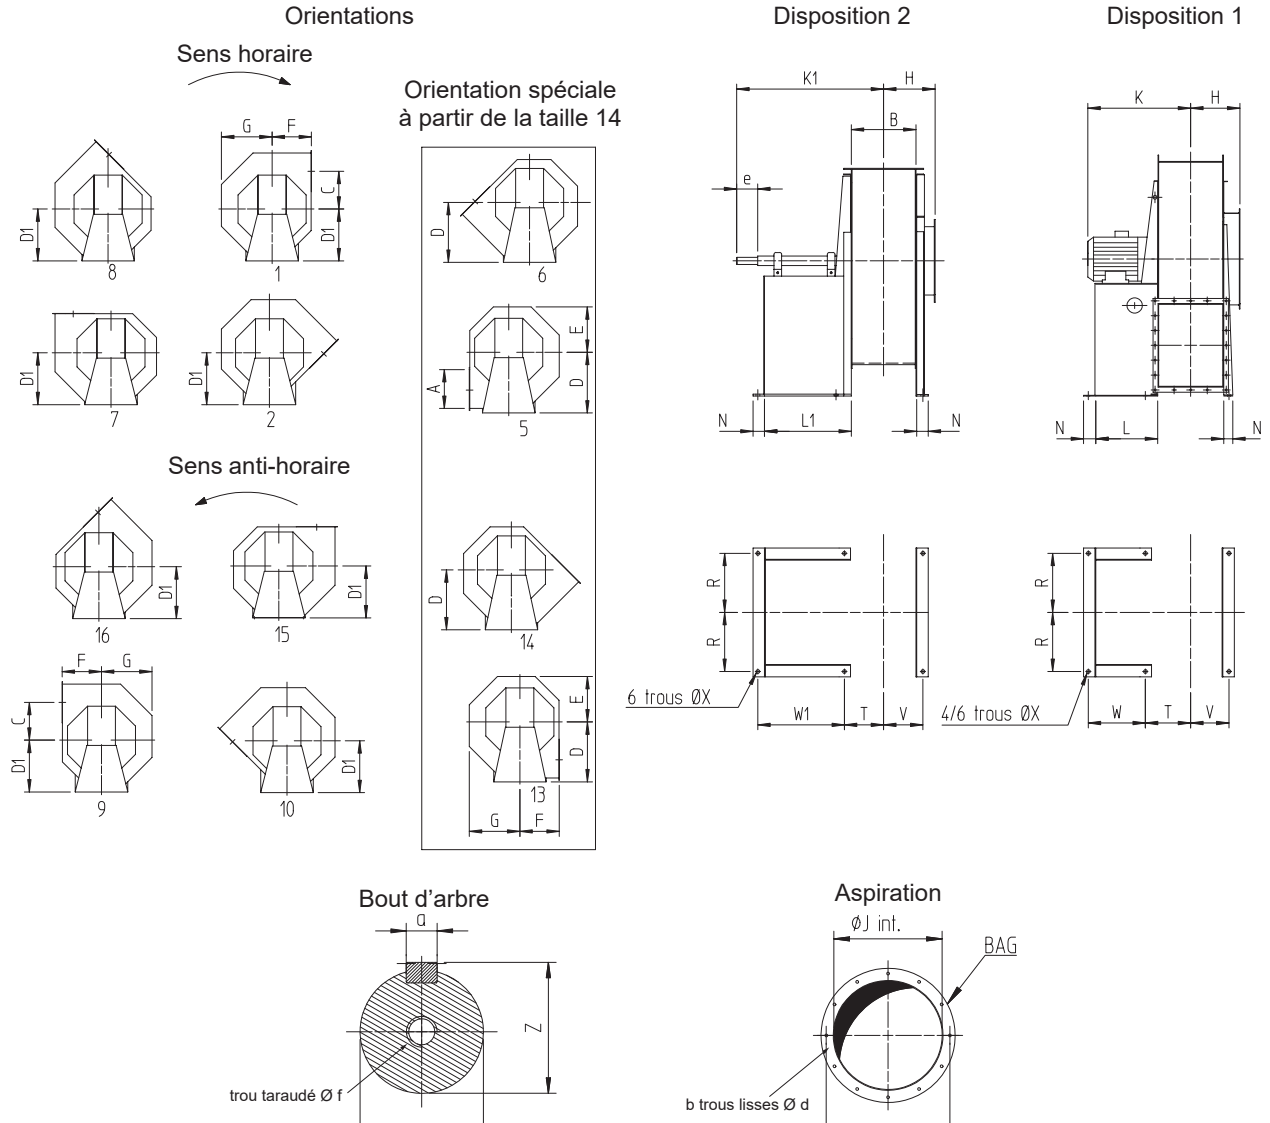 Orientations
Disposition 2
Disposition 1
Sens horaire
Orientation spéciale
à partir de la taille 14
K1
H
K
H
B
e
G
F
C
D1
D1
8
1
D
6
D1
D1
7
2
E
A
D
5
N
L1
N
N
L
N
Sens anti-horaire
D1
D1
16
15
D
14
R
R
R
R
F
G
C
D1
D1
9
10
E
D
13
G
F
6 trous ØX
W1
T
V
4/6 trous ØX
W
T
V
Bout d’arbre
a
Z
trou taraudé Ø f
Aspiration
ØJ int.
BAG
b trous lisses Ø d